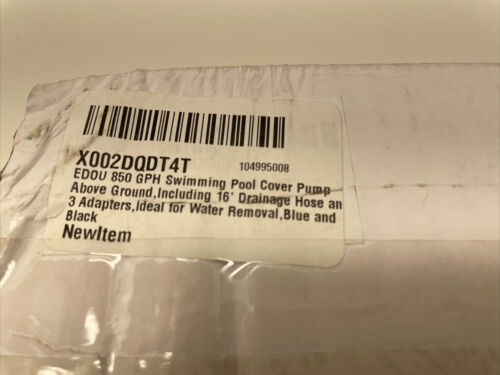 X002DQDT4T
104995008
EDOU 850 GPH Swimming Pool Cover Pump
Above Ground,Including 16' Drainage Hose an
3 Adapters,Ideal for Water Removal,Blue and
Black
NewItem